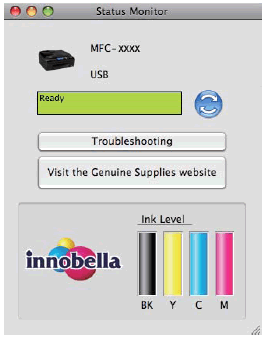 Status Monitor
MFC-xxxx
USB
Ready
Troubleshooting
Visit the Genuine Supplies website
Ink Level
innobella
BK Y C M